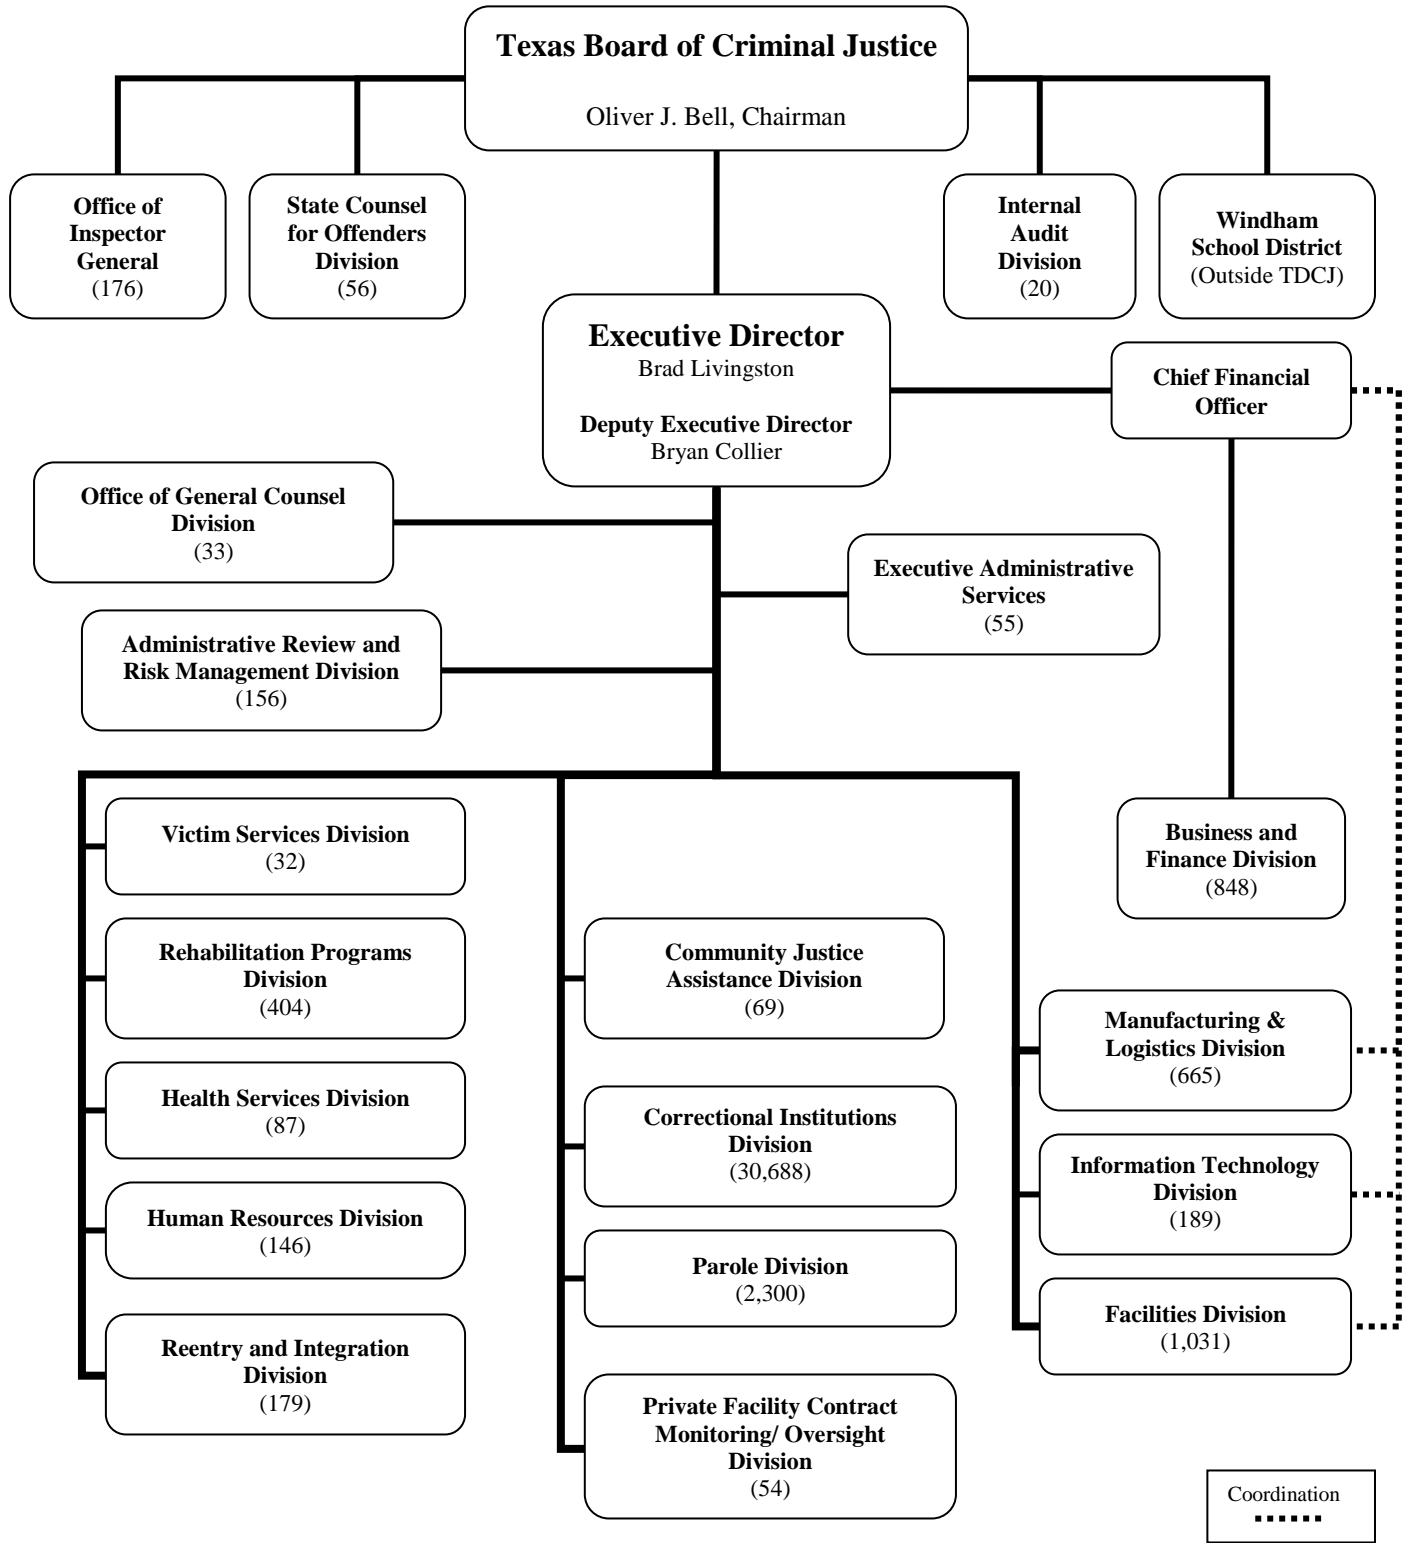 Texas Board of Criminal Justice
Oliver J. Bell, Chairman
Office of
Inspector
General
(176)
State Counsel
for Offenders
Division
(56)
Internal
Audit
Division
(20)
Windham
School District
(Outside TDCJ)
Executive Director
Brad Livingston
Deputy Executive Director
Bryan Collier
Chief Financial
Officer
Office of General Counsel
Division
(33)
Executive Administrative
Services
(55)
Administrative Review and
Risk Management Division
(156)
Victim Services Division
(32)
Rehabilitation Programs
Division
(404)
Health Services Division
(87)
Human Resources Division
(146)
Reentry and Integration
Division
(179)
Community Justice
Assistance Division
(69)
Correctional Institutions
Division
(30,688)
Parole Division
(2,300)
Private Facility Contract
Monitoring/ Oversight
Division
(54)
Business and
Finance Division
(848)
Manufacturing &
Logistics Division
(665)
Information Technology
Division
(189)
Facilities Division
(1,031)
Coordination